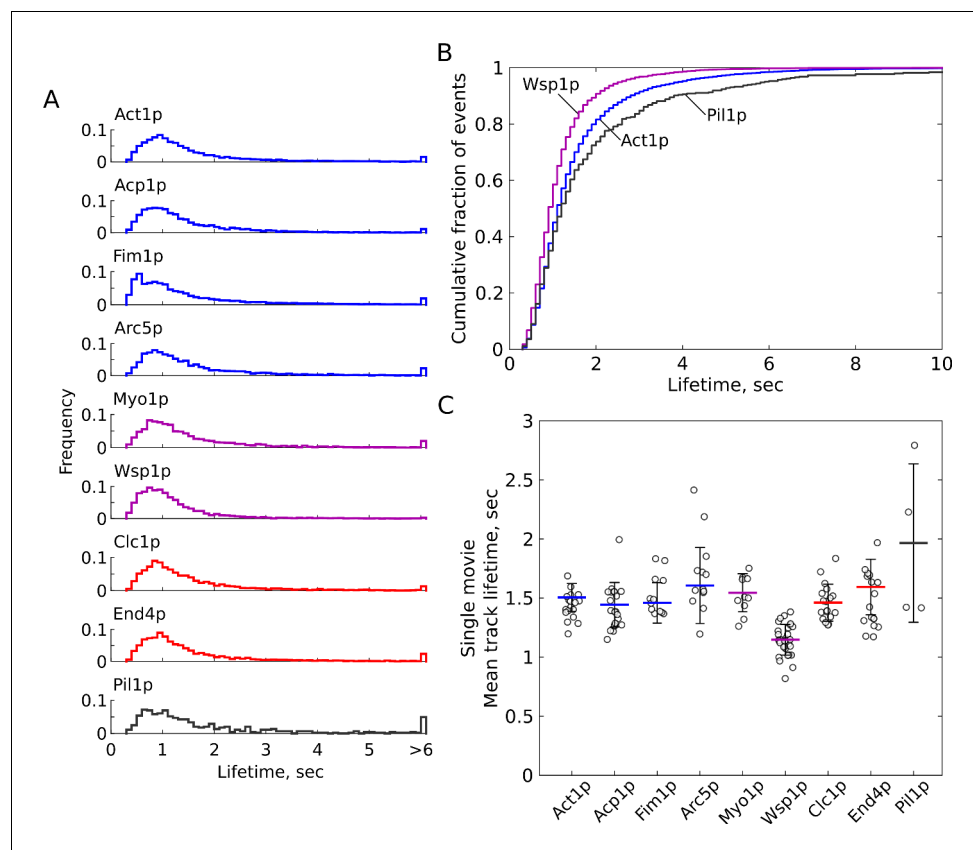 A
Act1p
0.1
0
Acp1p
0.1
0
Fim1p
0.1
0
Arc5p
0.1
0
Myo1p
0.1
0
Wsp1p
0.1
0
Clc1p
0.1
0
End4p
0.1
0
Pil1p
0.1
0
Frequency
0 1 2 3 4 5 >6
Lifetime, sec
B
1
0.8
0.6
0.4
0.2
0
Cumulative fraction of events
Wsp1p
Act1p
Pil1p
0 2 4 6 8 10
Lifetime, sec
C
3
2.5
2
1.5
1
0.5
0
Single movie
Mean track lifetime, sec
Act1p
Acp1p
Fim1p
Arc5p
Myo1p
Wsp1p
Clc1p
End4p
Pil1p